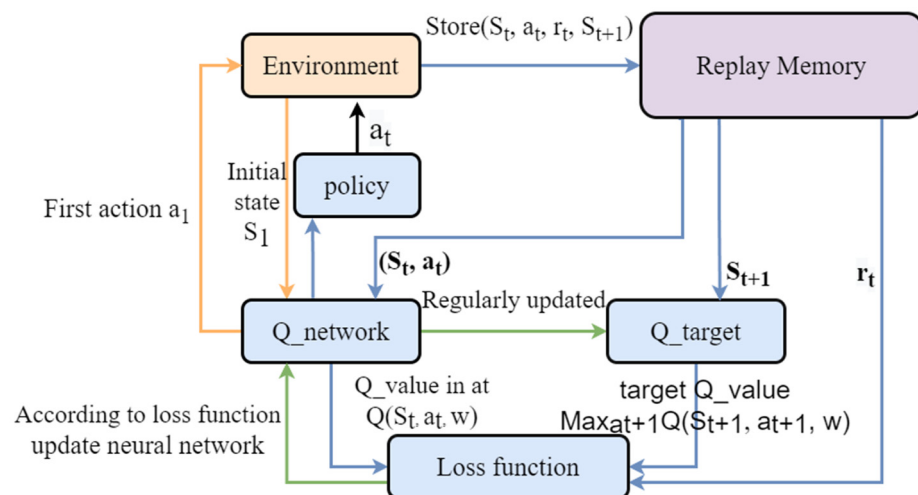 Store(Sₜ, aₜ, rₜ, Sₜ₊₁)
Environment
Replay Memory
aₜ
policy
Initial
state
S₁
First action a₁
(Sₜ, aₜ)
Sₜ₊₁
rₜ
Regularly updated
Q_network
Q_target
Q_value in at
Q(Sₜ, aₜ, w)
target Q_value
Maxₐₜ₊₁Q(Sₜ₊₁, aₜ₊₁, w)
According to loss function
update neural network
Loss function